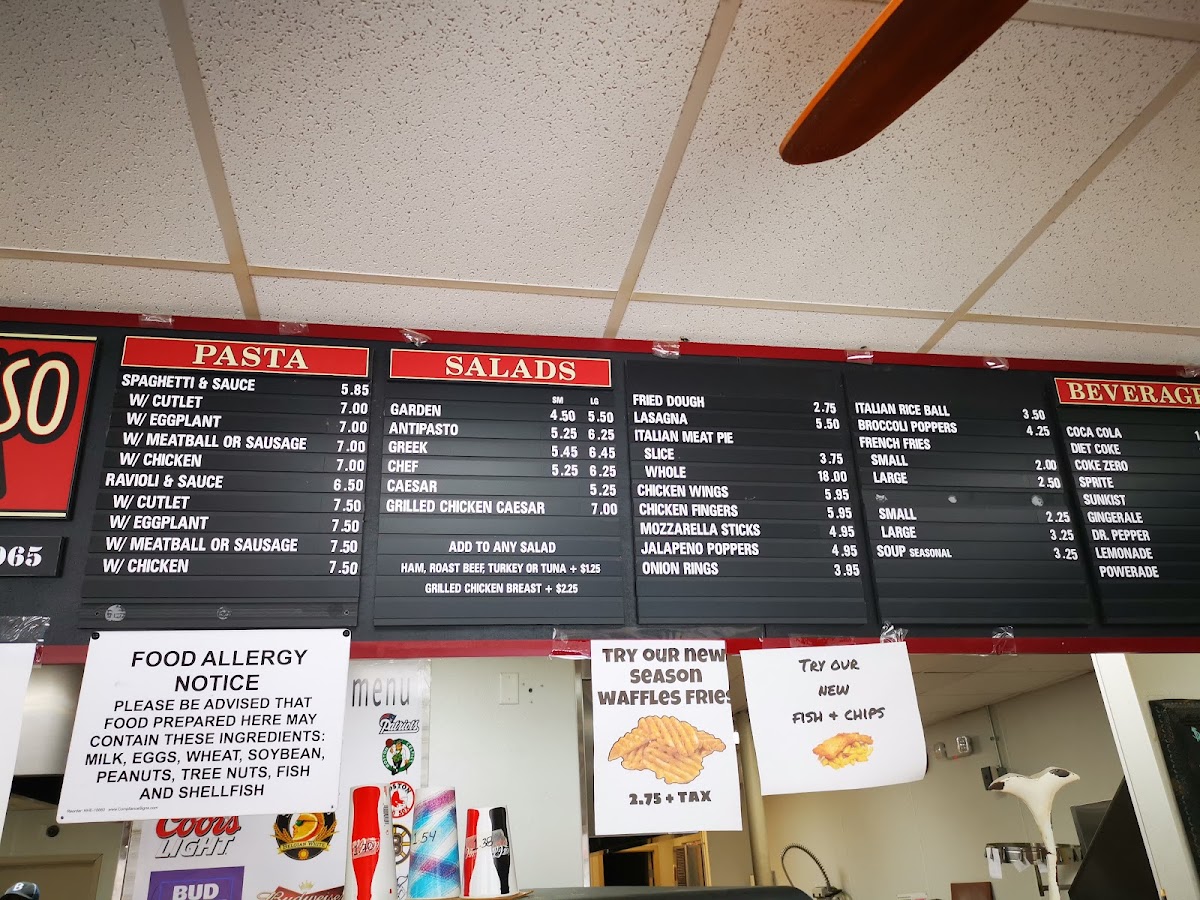 SO
965
PASTA
SPAGHETTI & SAUCE 5.85
W/ CUTLET 7.00
W/ EGGPLANT 7.00
W/ MEATBALL OR SAUSAGE 7.00
W/ CHICKEN 7.00
RAVIOLI & SAUCE 6.50
W/ CUTLET 7.50
W/ EGGPLANT 7.50
W/ MEATBALL OR SAUSAGE 7.50
W/ CHICKEN 7.50
SALADS
SM LG
GARDEN 4.50 5.50
ANTIPASTO 5.25 6.25
GREEK 5.45 6.45
CHEF 5.25 6.25
CAESAR 5.25
GRILLED CHICKEN CAESAR 7.00
ADD TO ANY SALAD
HAM, ROAST BEEF, TURKEY OR TUNA + $1.25
GRILLED CHICKEN BREAST + $2.25
FRIED DOUGH 2.75
LASAGNA 5.50
ITALIAN MEAT PIE
SLICE 3.75
WHOLE 18.00
CHICKEN WINGS 5.95
CHICKEN FINGERS 5.95
MOZZARELLA STICKS 4.95
JALAPENO POPPERS 4.95
ONION RINGS 3.95
ITALIAN RICE BALL 3.50
BROCCOLI POPPERS 4.25
FRENCH FRIES
SMALL 2.00
LARGE 2.50
SMALL 2.25
LARGE 3.25
SOUP SEASONAL 3.25
BEVERAGE
COCA COLA
DIET COKE
COKE ZERO
SPRITE
SUNKIST
GINGERALE
DR. PEPPER
LEMONADE
POWERADE
FOOD ALLERGY
NOTICE
PLEASE BE ADVISED THAT
FOOD PREPARED HERE MAY
CONTAIN THESE INGREDIENTS:
MILK, EGGS, WHEAT, SOYBEAN,
PEANUTS, TREE NUTS, FISH
AND SHELLFISH
menu
Patriots
CELTICS
BOSTON
Coors
LIGHT
BELGIAN WHITE
BUD
Budweiser
54
TRY OUR NEW
SEASON
WAFFLES FRIES
2.75 + TAX
TRY OUR
NEW
FISH & CHIPS